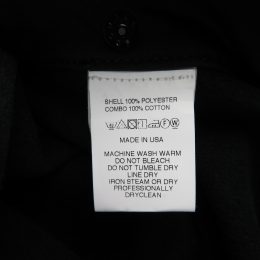 SHELL 100% POLYESTER
COMBO 100% COTTON
MADE IN USA
MACHINE WASH WARM
DO NOT BLEACH
DO NOT TUMBLE DRY
LINE DRY
IRON STEAM OR DRY
PROFESSIONALLY
DRYCLEAN